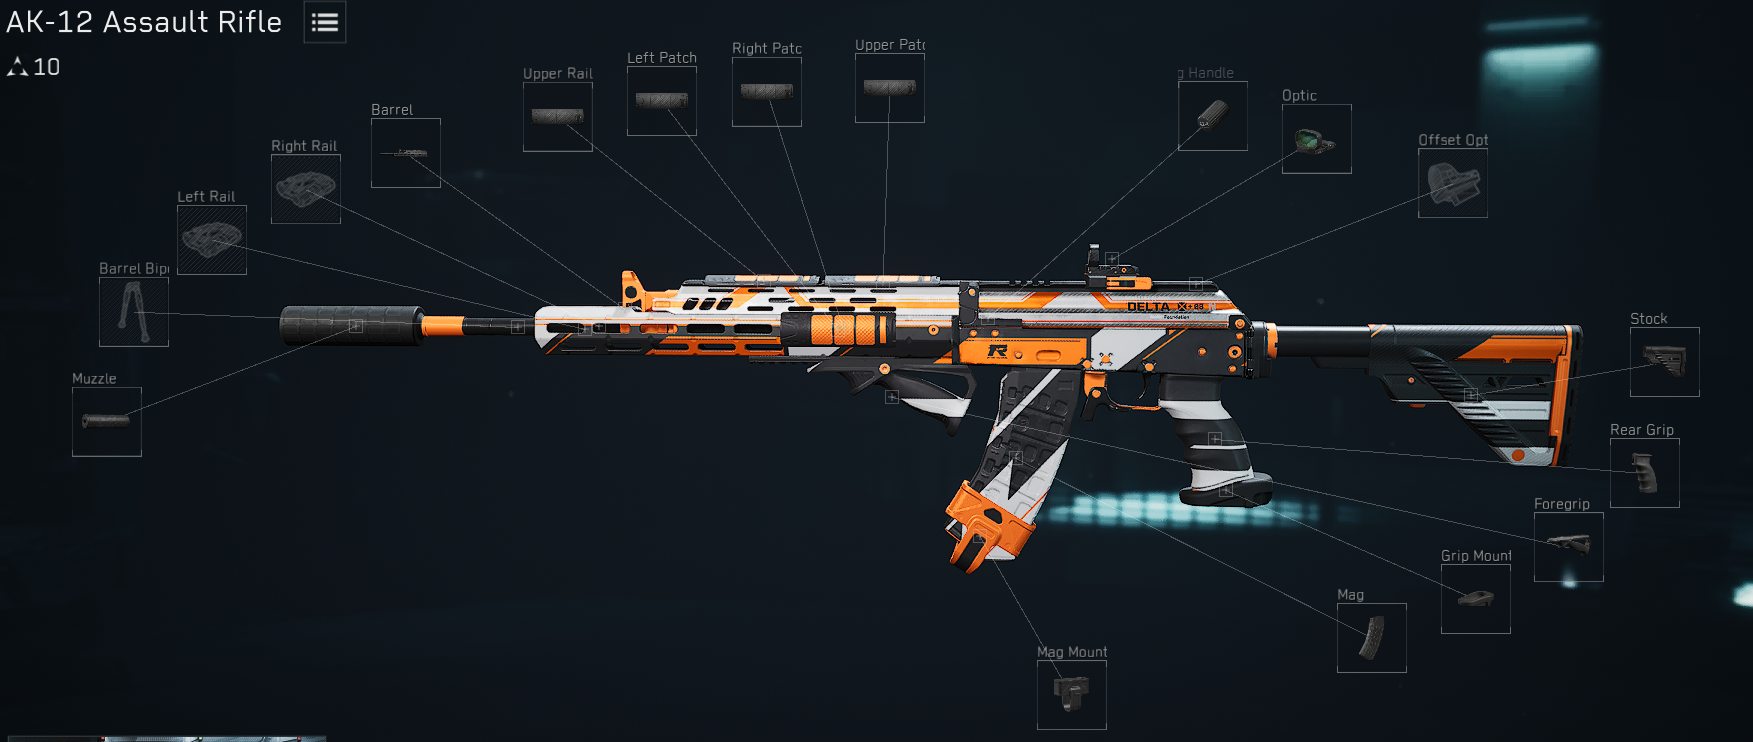 AK-12 Assault Rifle
10
Upper Rail
Left Patch
Right Patc
Upper Patc
g Handle
Optic
Offset Opt
Barrel
Right Rail
Left Rail
Barrel Bip
Muzzle
DELTA X
Foundation
R
Stock
Rear Grip
Foregrip
Grip Mount
Mag
Mag Mount